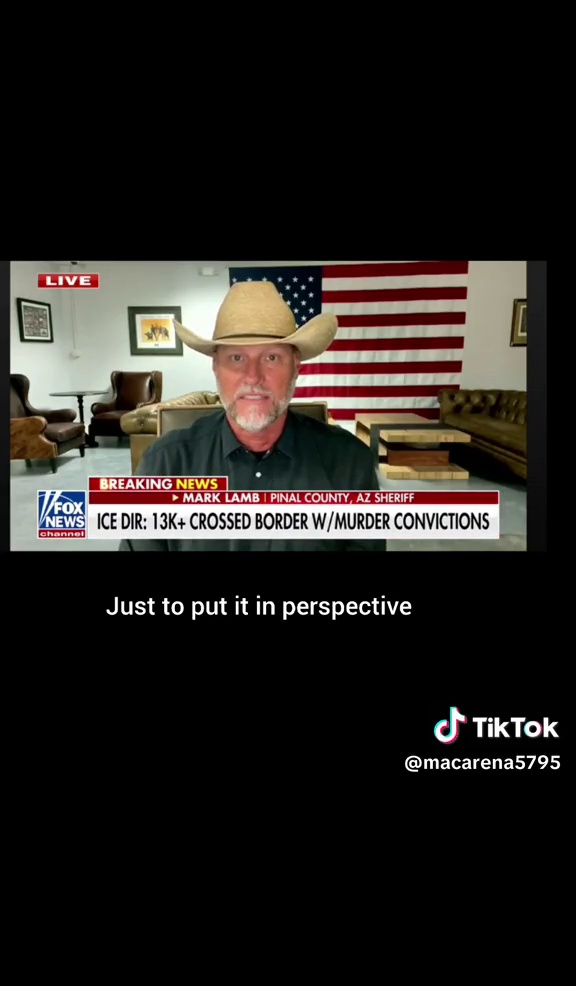 LIVE
BREAKING NEWS
MARK LAMB | PINAL COUNTY, AZ SHERIFF
FOX
NEWS
channel
ICE DIR: 13K+ CROSSED BORDER W/MURDER CONVICTIONS
Just to put it in perspective
TikTok
@macarena5795